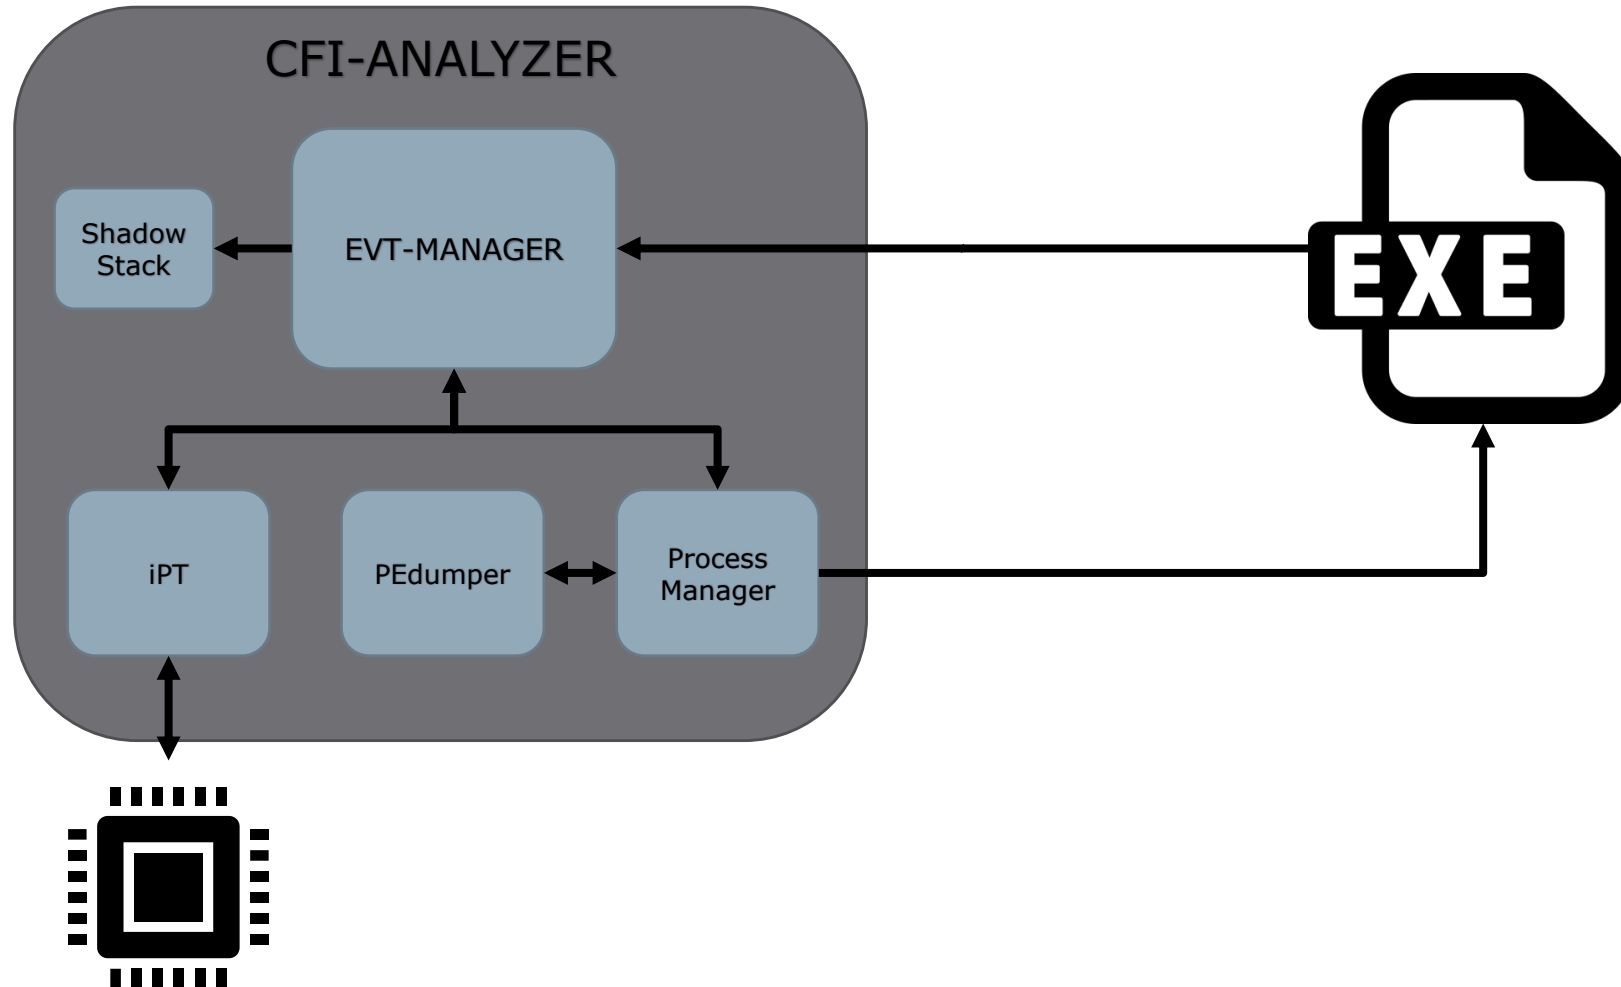 CFI-ANALYZER
Shadow
Stack
EVT-MANAGER
EXE
iPT
PEdumper
Process
Manager